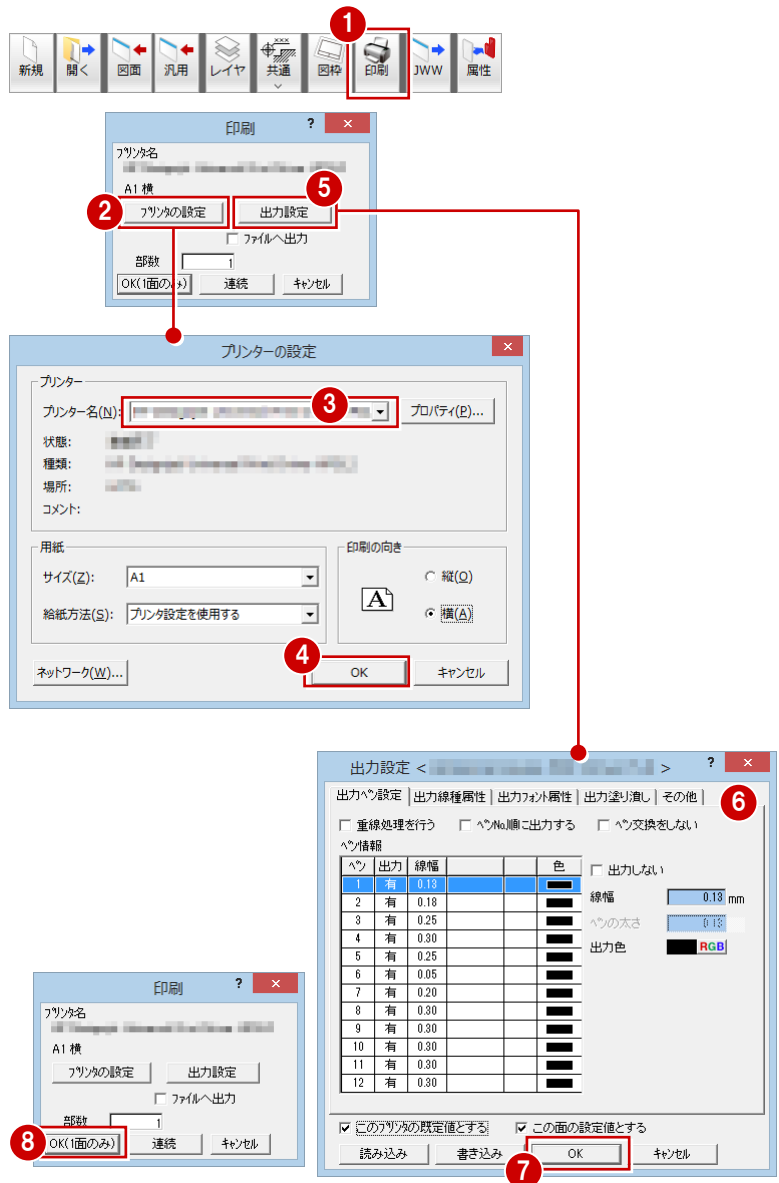 1
新規 開く 図面 汎用 レイヤ 共通 図枠 印刷 JWW 属性
印刷 ? ×
プリンタ名
A1 横
5
2 プリンタの設定 出力設定
ファイルへ出力
部数 1
OK(1面のみ) 連続 キャンセル
プリンターの設定 ×
プリンター
プリンター名(N): 3 プロパティ(P)...
状態:
種類:
場所:
コメント:
用紙 印刷の向き
サイズ(Z): A1 縦(O)
A
給紙方法(S): プリンタ設定を使用する 横(A)
4
ネットワーク(W)... OK キャンセル
出力設定 < > ? ×
出力ペン設定 出力線種属性 出力フォント属性 出力塗り潰し その他 6
重線処理を行う ペンNo.順に出力する ペン交換をしない
ペン情報
ペン 出力 線幅 色 出力しない
1 有 0.13
2 有 0.18
3 有 0.25
4 有 0.30
5 有 0.25
6 有 0.05
7 有 0.20
8 有 0.30
9 有 0.30
10 有 0.30
11 有 0.30
12 有 0.30
線幅 0.13 mm
ペンの太さ 0.13
出力色 RGB
このプリンタの既定値とする この面の設定値とする
読み込み 書き込み OK キャンセル
7
印刷 ? ×
プリンタ名
A1 横
プリンタの設定 出力設定
ファイルへ出力
部数 1
8 OK(1面のみ) 連続 キャンセル